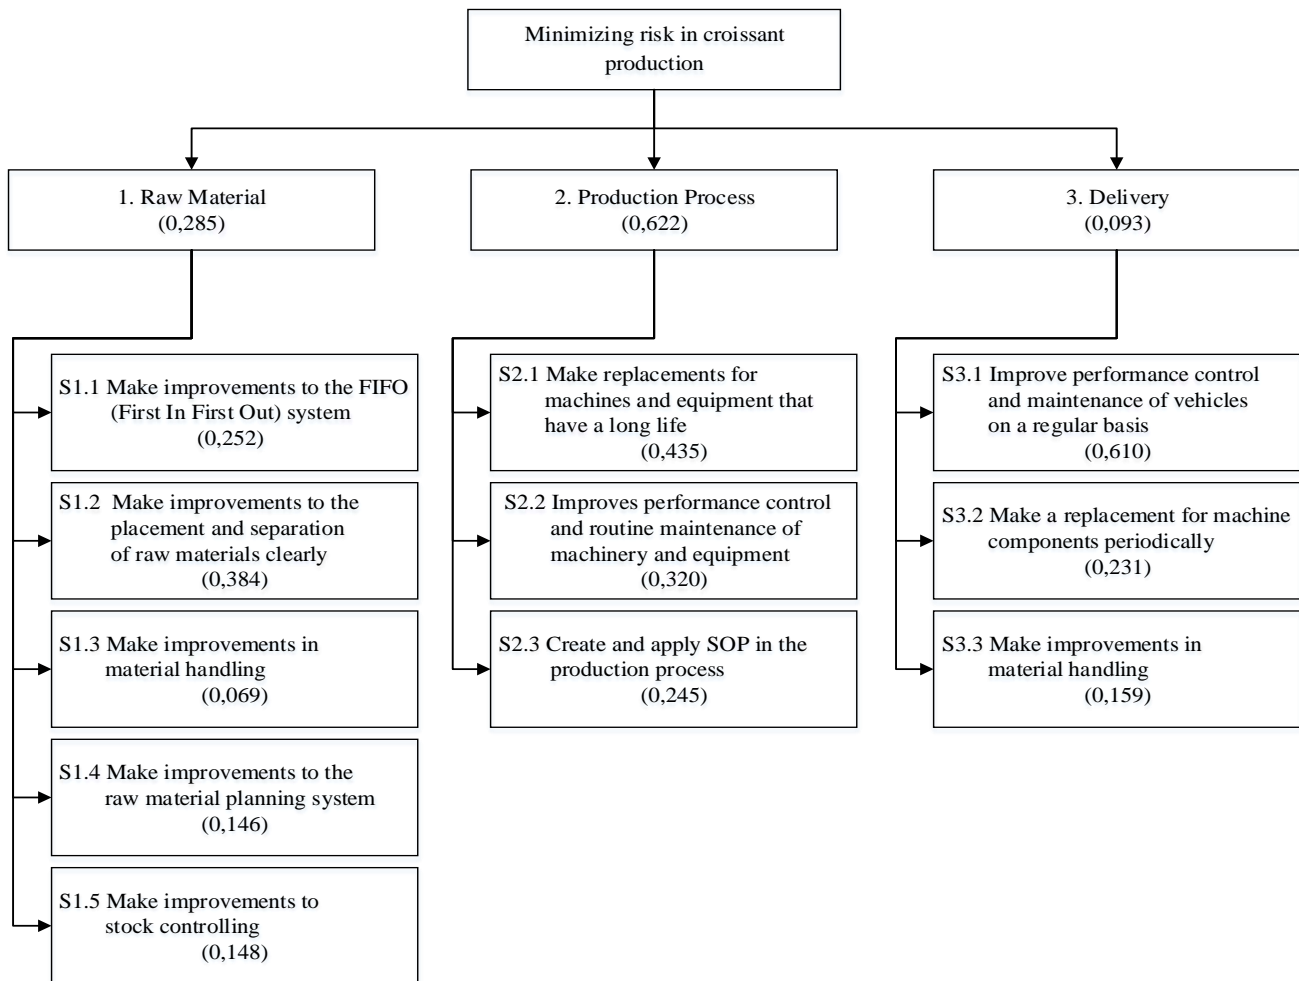 Minimizing risk in croissant
production
1. Raw Material
(0,285)
2. Production Process
(0,622)
3. Delivery
(0,093)
S1.1 Make improvements to the FIFO
(First In First Out) system
(0,252)
S1.2 Make improvements to the
placement and separation
of raw materials clearly
(0,384)
S1.3 Make improvements in
material handling
(0,069)
S1.4 Make improvements to the
raw material planning system
(0,146)
S1.5 Make improvements to
stock controlling
(0,148)
S2.1 Make replacements for
machines and equipment that
have a long life
(0,435)
S2.2 Improves performance control
and routine maintenance of
machinery and equipment
(0,320)
S2.3 Create and apply SOP in the
production process
(0,245)
S3.1 Improve performance control
and maintenance of vehicles
on a regular basis
(0,610)
S3.2 Make a replacement for machine
components periodically
(0,231)
S3.3 Make improvements in
material handling
(0,159)